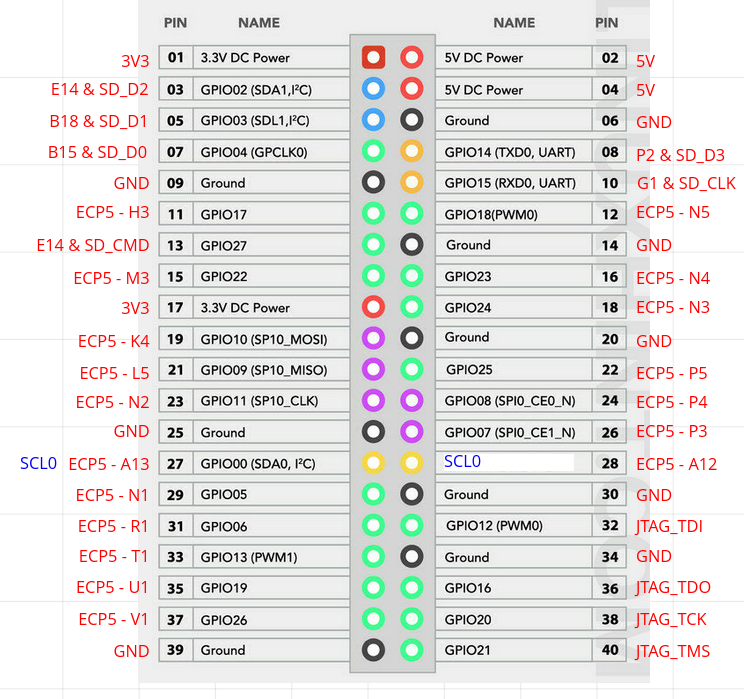 PIN NAME NAME PIN
3V3 01 3.3V DC Power 5V DC Power 02 5V
E14 & SD_D2 03 GPIO02 (SDA1,I²C) 5V DC Power 04 5V
B18 & SD_D1 05 GPIO03 (SDL1,I²C) Ground 06 GND
B15 & SD_D0 07 GPIO04 (GPCLK0) GPIO14 (TXD0, UART) 08 P2 & SD_D3
GND 09 Ground GPIO15 (RXD0, UART) 10 G1 & SD_CLK
ECP5 - H3 11 GPIO17 GPIO18(PWM0) 12 ECP5 - N5
E14 & SD_CMD 13 GPIO27 Ground 14 GND
ECP5 - M3 15 GPIO22 GPIO23 16 ECP5 - N4
3V3 17 3.3V DC Power GPIO24 18 ECP5 - N3
ECP5 - K4 19 GPIO10 (SP10_MOSI) Ground 20 GND
ECP5 - L5 21 GPIO09 (SP10_MISO) GPIO25 22 ECP5 - P5
ECP5 - N2 23 GPIO11 (SP10_CLK) GPIO08 (SPI0_CE0_N) 24 ECP5 - P4
GND 25 Ground GPIO07 (SPI0_CE1_N) 26 ECP5 - P3
SCL0 ECP5 - A13 27 GPIO00 (SDA0, I²C) SCL0 28 ECP5 - A12
ECP5 - N1 29 GPIO05 Ground 30 GND
ECP5 - R1 31 GPIO06 GPIO12 (PWM0) 32 JTAG_TDI
ECP5 - T1 33 GPIO13 (PWM1) Ground 34 GND
ECP5 - U1 35 GPIO19 GPIO16 36 JTAG_TDO
ECP5 - V1 37 GPIO26 GPIO20 38 JTAG_TCK
GND 39 Ground GPIO21 40 JTAG_TMS